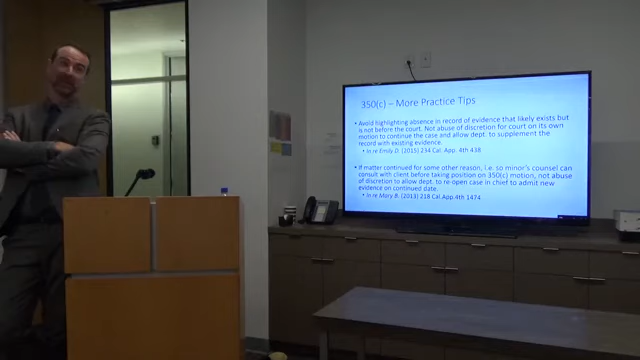 350(c) – More Practice Tips
• Avoid highlighting absence in record of evidence that likely exists but
is not before the court. Not abuse of discretion for court on its own
motion to continue the case and allow dept. to supplement the
record with existing evidence.
• In re Emily D. (2015) 234 Cal. App. 4th 438
• If matter continued for some other reason, i.e. so minor's counsel can
consult with client before taking position on 350(c) motion, not abuse
of discretion to allow dept. to re-open case in chief to admit new
evidence on continued date.
• In re Mary B. (2013) 218 Cal.App.4th 1474